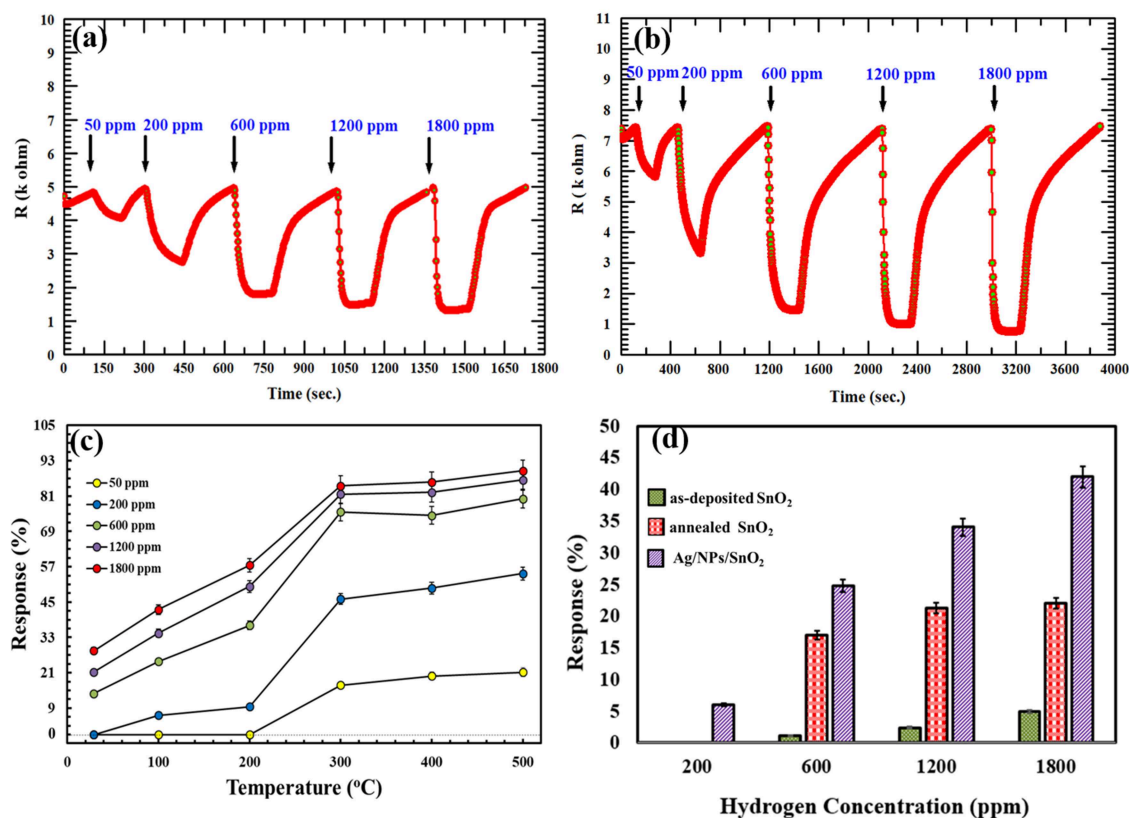 (a)
50 ppm 200 ppm 600 ppm 1200 ppm 1800 ppm
R (k ohm)
10
9
8
7
6
5
4
3
2
1
0
0 150 300 450 600 750 900 1050 1200 1350 1500 1650 1800
Time (sec.)
(b)
50 ppm 200 ppm 600 ppm 1200 ppm 1800 ppm
R ( k ohm)
11
10
9
8
7
6
5
4
3
2
1
0
0 400 800 1200 1600 2000 2400 2800 3200 3600 4000
Time (sec.)
(c)
50 ppm
200 ppm
600 ppm
1200 ppm
1800 ppm
Response (%)
105
93
81
69
57
45
33
21
9
0
0 100 200 300 400 500
Temperature (°C)
(d)
as-deposited SnO₂
annealed SnO₂
Ag/NPs/SnO₂
Response (%)
50
45
40
35
30
25
20
15
10
5
0
200 600 1200 1800
Hydrogen Concentration (ppm)